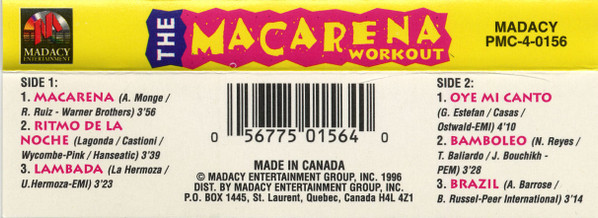 MADACY
ENTERTAINMENT
THE
MACARENA
WORKOUT
MADACY
PMC-4-0156
SIDE 1:
1. MACARENA (A. Monge /
R. Ruiz - Warner Brothers) 3'56
2. RITMO DE LA
NOCHE (Lagonda / Castioni /
Wycombe-Pink / Hanseatic) 3'39
3. LAMBADA (La Hermoza /
U.Hermoza-EMI) 3'23
0 56775 01564 0
MADE IN CANADA
© MADACY ENTERTAINMENT GROUP, INC. 1996
DIST. BY MADACY ENTERTAINMENT GROUP, INC.
P.O. BOX 1445, St. Laurent, Quebec, Canada H4L 4Z1
SIDE 2:
1. OYE MI CANTO
(G. Estefan / Casas /
Ostwald-EMI) 4'10
2. BAMBOLEO (N. Reyes /
T. Baliardo / J. Bouchikh -
PEM) 3'28
3. BRAZIL (A. Barrose /
B. Russel-Peer International) 3'14